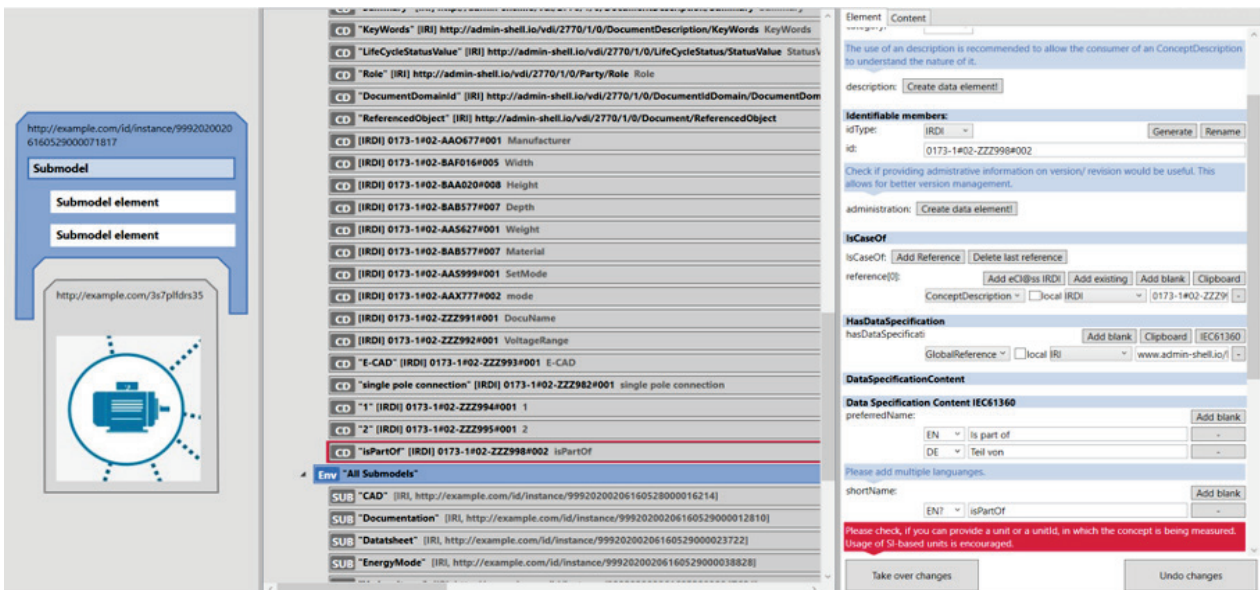 http://example.com/id/instance/9992020020
6160529000071817
Submodel
Submodel element
Submodel element
http://example.com/3s7plfdrs35
CD "KeyWords" [IRI] http://admin-shell.io/vdi/2770/1/0/DocumentDescription/KeyWords KeyWords
CD "LifeCycleStatusValue" [IRI] http://admin-shell.io/vdi/2770/1/0/LifeCycleStatus/StatusValue StatusV
CD "Role" [IRI] http://admin-shell.io/vdi/2770/1/0/Party/Role Role
CD "DocumentDomainId" [IRI] http://admin-shell.io/vdi/2770/1/0/DocumentIdDomain/DocumentDom
CD "ReferencedObject" [IRI] http://admin-shell.io/vdi/2770/1/0/Document/ReferencedObject
CD [IRDI] 0173-1#02-AAO677#001 Manufacturer
CD [IRDI] 0173-1#02-BAF016#005 Width
CD [IRDI] 0173-1#02-BAA020#008 Height
CD [IRDI] 0173-1#02-BAB577#007 Depth
CD [IRDI] 0173-1#02-AAS627#001 Weight
CD [IRDI] 0173-1#02-BAB577#007 Material
CD [IRDI] 0173-1#02-AAS999#001 SetMode
CD [IRDI] 0173-1#02-AAX777#002 mode
CD [IRDI] 0173-1#02-ZZZ991#001 DocuName
CD [IRDI] 0173-1#02-ZZZ992#001 VoltageRange
CD "E-CAD" [IRDI] 0173-1#02-ZZZ993#001 E-CAD
CD "single pole connection" [IRDI] 0173-1#02-ZZZ982#001 single pole connection
CD "1" [IRDI] 0173-1#02-ZZZ994#001 1
CD "2" [IRDI] 0173-1#02-ZZZ995#001 2
CD "isPartOf" [IRDI] 0173-1#02-ZZZ998#002 isPartOf
Env "All Submodels"
SUB "CAD" [IRI, http://example.com/id/instance/9992020020616052800016214]
SUB "Documentation" [IRI, http://example.com/id/instance/9992020020616052900012810]
SUB "Datasheet" [IRI, http://example.com/id/instance/9992020020616052900023722]
SUB "EnergyMode" [IRI, http://example.com/id/instance/9992020020616052900038828]
Element Content
The use of an description is recommended to allow the consumer of an ConceptDescription
to understand the nature of it.
description: Create data element!
Identifiable members:
idType: IRDI Generate Rename
id: 0173-1#02-ZZZ998#002
Check if providing admistrative information on version/ revision would be useful. This
allows for better version management.
administration: Create data element!
IsCaseOf
IsCaseOf: Add Reference Delete last reference
reference[0]: Add eCl@ss IRDI Add existing Add blank Clipboard
ConceptDescription local IRDI 0173-1#02-ZZZ9 -
HasDataSpecification
hasDataSpecificati Add blank Clipboard IEC61360
GlobalReference local IRI www.admin-shell.io/ -
DataSpecificationContent
Data Specification Content IEC61360
preferredName: Add blank
EN Is part of -
DE Teil von -
Please add multiple languanges.
shortName: Add blank
EN? isPartOf -
Please check, if you can provide a unit or a unitId, in which the concept is being measured.
Usage of SI-based units is encouraged.
Take over changes Undo changes